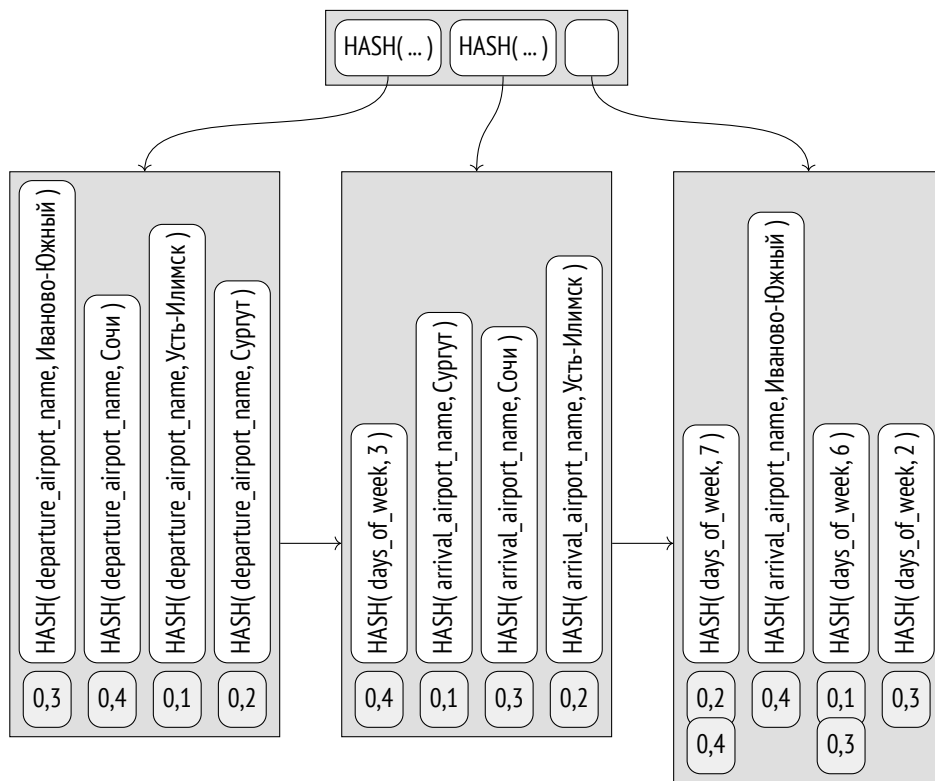 HASH( ... ) HASH( ... )
HASH( departure_airport_name, Иваново-Южный )
HASH( departure_airport_name, Сочи )
HASH( departure_airport_name, Усть-Илимск )
HASH( departure_airport_name, Сургут )
0,3 0,4 0,1 0,2
HASH( days_of_week, 3 )
HASH( arrival_airport_name, Сургут )
HASH( arrival_airport_name, Сочи )
HASH( arrival_airport_name, Усть-Илимск )
0,4 0,1 0,3 0,2
HASH( days_of_week, 7 )
HASH( arrival_airport_name, Иваново-Южный )
HASH( days_of_week, 6 )
HASH( days_of_week, 2 )
0,2 0,4 0,1 0,3
0,4 0,3